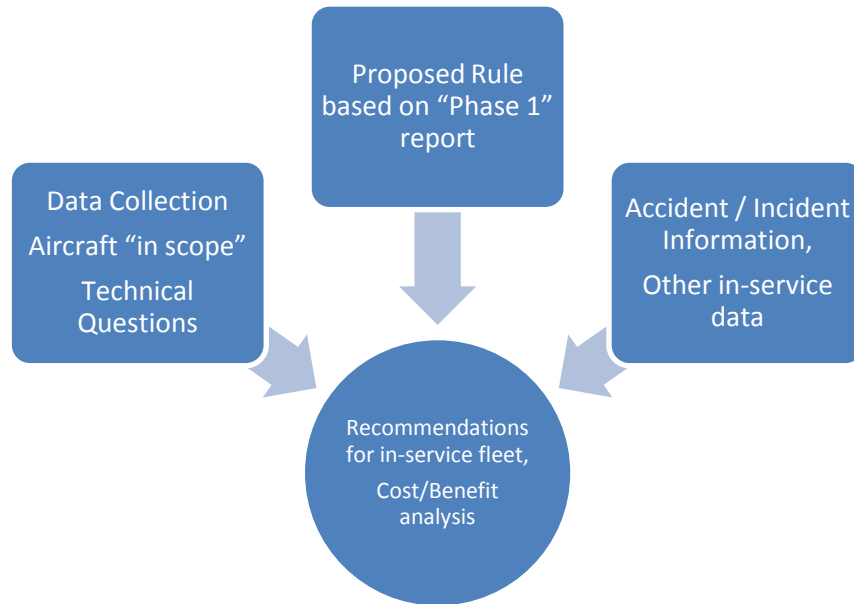 Proposed Rule
based on “Phase 1”
report
Data Collection
Aircraft “in scope”
Technical
Questions
Accident / Incident
Information,
Other in-service
data
Recommendations
for in-service fleet,
Cost/Benefit
analysis